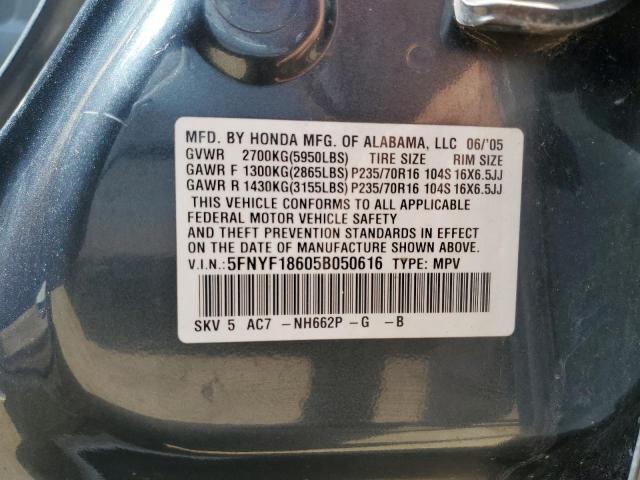 MFD. BY HONDA MFG. OF ALABAMA, LLC 06/'05
GVWR 2700KG(5950LBS) TIRE SIZE RIM SIZE
GAWR F 1300KG(2865LBS) P235/70R16 104S 16X6.5JJ
GAWR R 1430KG(3155LBS) P235/70R16 104S 16X6.5JJ
THIS VEHICLE CONFORMS TO ALL APPLICABLE
FEDERAL MOTOR VEHICLE SAFETY
AND THEFT PREVENTION STANDARDS IN EFFECT
ON THE DATE OF MANUFACTURE SHOWN ABOVE.
V.I.N.: 5FNYF18605B050616 TYPE: MPV
SKV 5 AC7 -NH662P -G -B